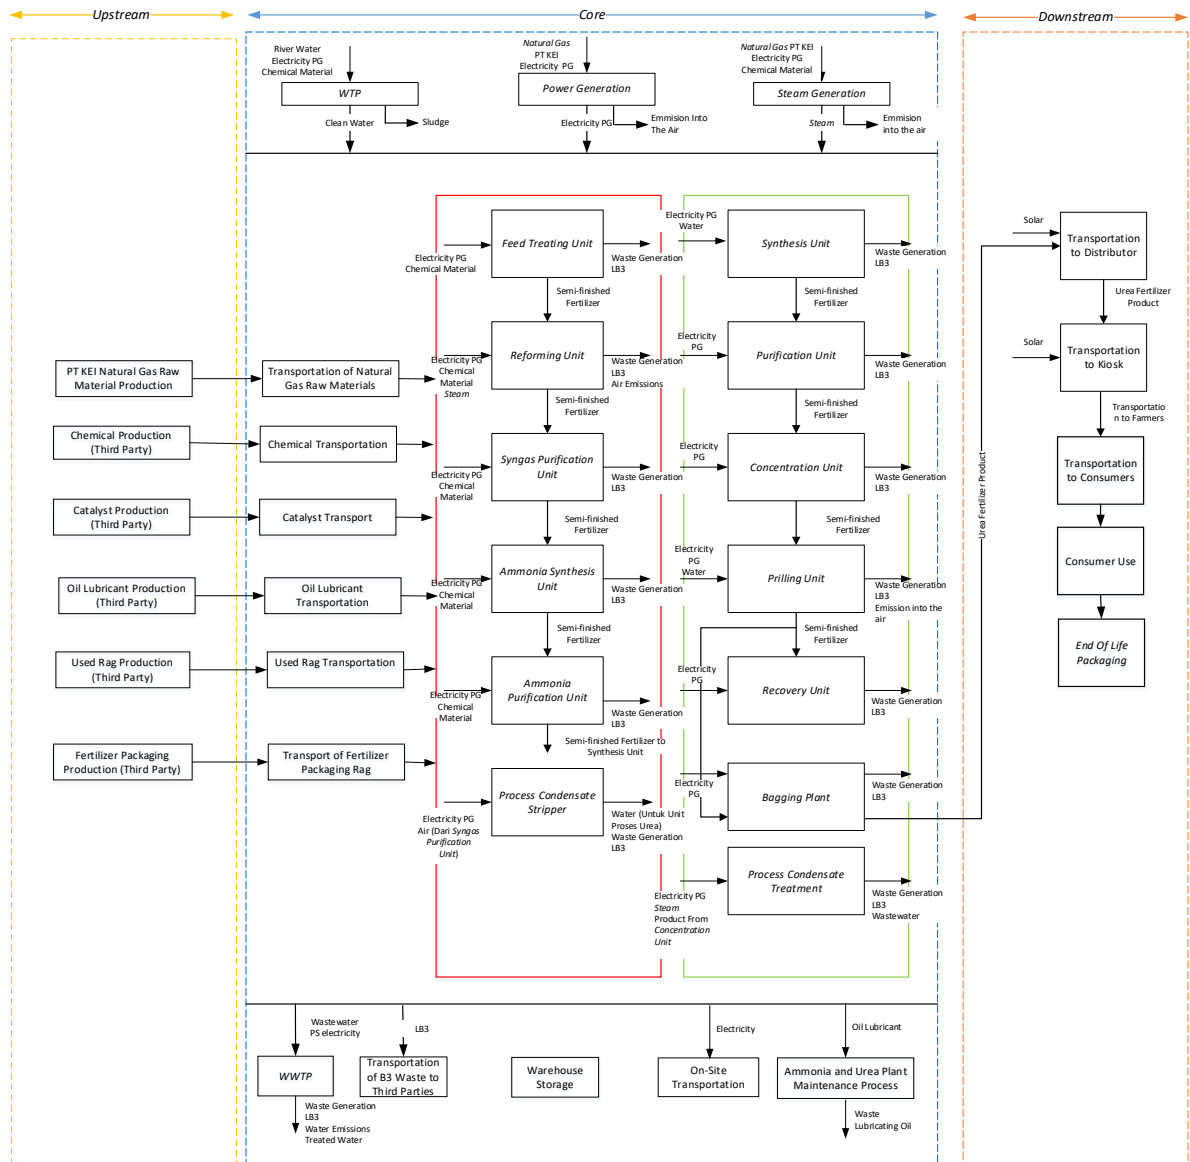 Upstream
Core
Downstream
River Water
Electricity PG
Chemical Material
WTP
Clean Water
Sludge
Natural Gas
PT KEI
Electricity PG
Power Generation
Electricity PG
Emmision Into
The Air
Natural Gas PT KEI
Electricity PG
Chemical Material
Steam Generation
Steam
Emmision
into the air
PT KEI Natural Gas Raw
Material Production
Chemical Production
(Third Party)
Catalyst Production
(Third Party)
Oil Lubricant Production
(Third Party)
Used Rag Production
(Third Party)
Fertilizer Packaging
Production (Third Party)
Transportation of Natural
Gas Raw Materials
Chemical Transportation
Catalyst Transport
Oil Lubricant
Transportation
Used Rag Transportation
Transport of Fertilizer
Packaging Rag
Electricity PG
Chemical Material
Feed Treating Unit
Waste Generation
LB3
Semi-finished
Fertilizer
Electricity PG
Chemical
Material
Steam
Reforming Unit
Waste Generation
LB3
Air Emissions
Semi-finished
Fertilizer
Electricity PG
Chemical
Material
Syngas Purification
Unit
Waste Generation
LB3
Semi-finished
Fertilizer
Electricity PG
Chemical
Material
Ammonia Synthesis
Unit
Waste Generation
LB3
Semi-finished
Fertilizer
Electricity PG
Chemical
Material
Ammonia
Purification Unit
Waste Generation
LB3
Semi-finished Fertilizer to
Synthesis Unit
Electricity PG
Air (Dari Syngas
Purification
Unit)
Process Condensate
Stripper
Water (Untuk Unit
Proses Urea)
Waste Generation
LB3
Electricity PG
Water
Synthesis Unit
Waste Generation
LB3
Semi-finished
Fertilizer
Electricity
PG
Purification Unit
Waste Generation
LB3
Semi-finished
Fertilizer
Electricity
PG
Concentration Unit
Waste Generation
LB3
Semi-finished
Fertilizer
Electricity
PG
Water
Prilling Unit
Waste Generation
LB3
Emission into the
air
Semi-finished
Fertilizer
Electricity
PG
Recovery Unit
Waste Generation
LB3
Electricity
PG
Bagging Plant
Waste Generation
LB3
Electricity PG
Steam
Product From
Concentration
Unit
Process Condensate
Treatment
Waste Generation
LB3
Wastewater
Urea Fertilizer Product
Solar
Transportation
to Distributor
Urea Fertilizer
Product
Solar
Transportation
to Kiosk
Transportatio
n to Farmers
Transportation
to Consumers
Consumer Use
End Of Life
Packaging
Wastewater
PS electricity
WWTP
Waste Generation
LB3
Water Emissions
Treated Water
LB3
Transportation
of B3 Waste to
Third Parties
Warehouse
Storage
Electricity
On-Site
Transportation
Oil Lubricant
Ammonia and Urea Plant
Maintenance Process
Waste
Lubricating Oil